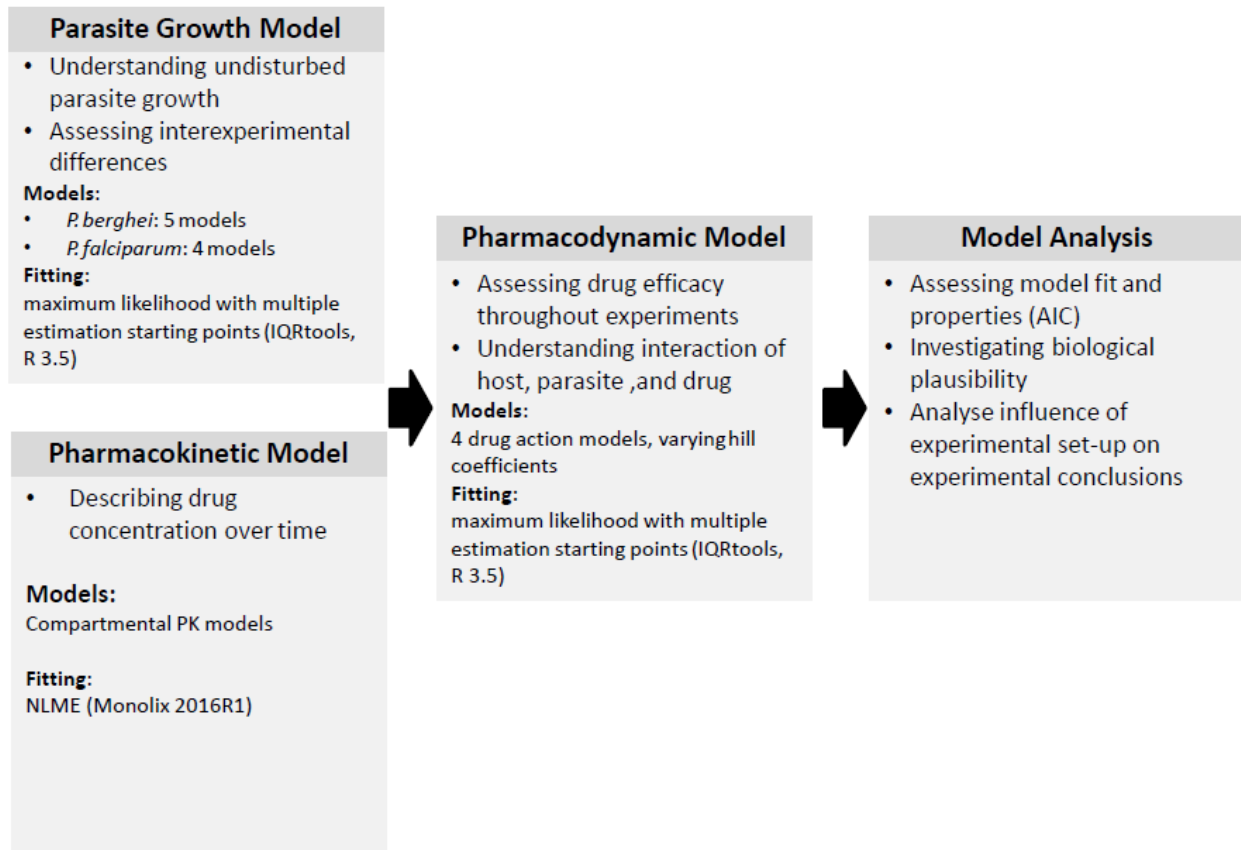 Parasite Growth Model
• Understanding undisturbed
parasite growth
• Assessing interexperimental
differences
Models:
• P. berghei: 5 models
• P. falciparum: 4 models
Fitting:
maximum likelihood with multiple
estimation starting points (IQRtools,
R 3.5)
Pharmacokinetic Model
• Describing drug
concentration over time
Models:
Compartmental PK models
Fitting:
NLME (Monolix 2016R1)
Pharmacodynamic Model
• Assessing drug efficacy
throughout experiments
• Understanding interaction of
host, parasite ,and drug
Models:
4 drug action models, varying hill
coefficients
Fitting:
maximum likelihood with multiple
estimation starting points (IQRtools,
R 3.5)
Model Analysis
• Assessing model fit and
properties (AIC)
• Investigating biological
plausibility
• Analyse influence of
experimental set-up on
experimental conclusions